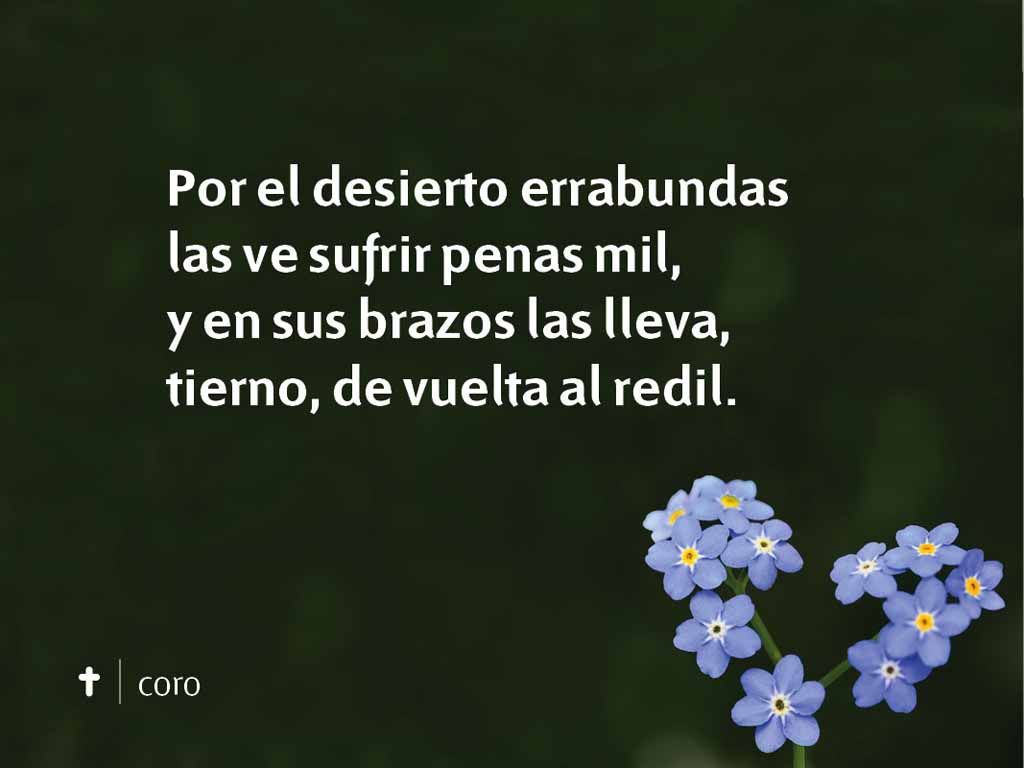 Por el desierto errabundas
las ve sufrir penas mil,
y en sus brazos las lleva,
tierno, de vuelta al redil.
coro